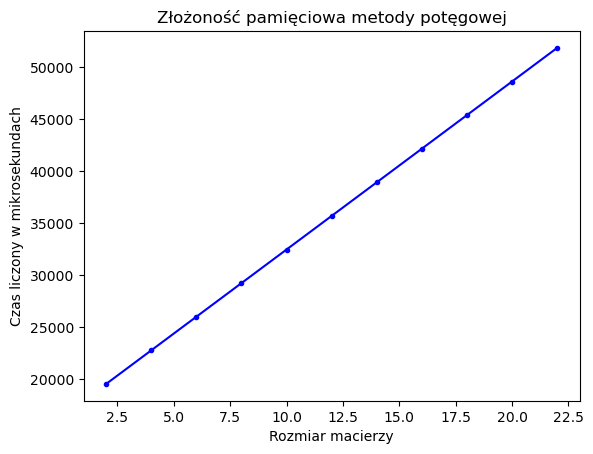 Złożoność pamięciowa metody potęgowej
Czas liczony w mikrosekundach
50000
45000
40000
35000
30000
25000
20000
2.5 5.0 7.5 10.0 12.5 15.0 17.5 20.0 22.5
Rozmiar macierzy